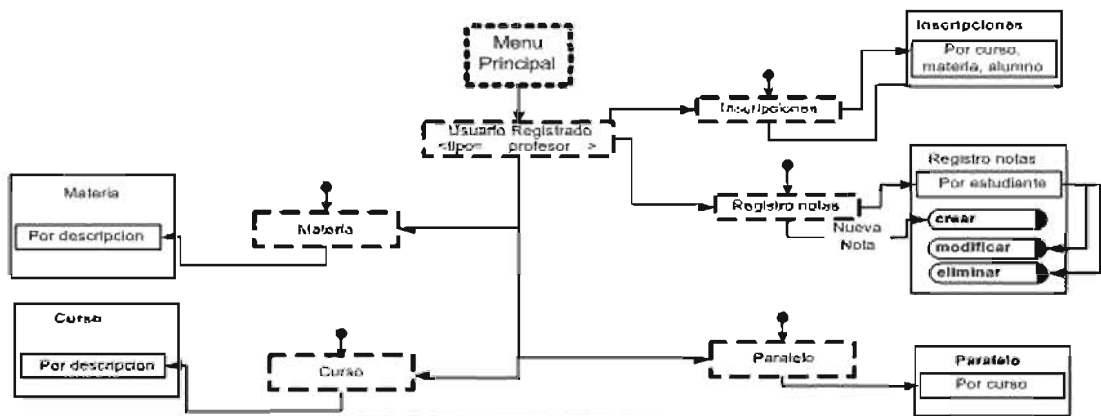 Menu
Principal
Usuario Registrado
<tipo= profesor >
Inscripciones
Inscripciones
Por curso,
materia, alumno
Registro notas
Nueva
Nota
Registro notas
Por estudiante
crear
modificar
eliminar
Materia
Materia
Por descripcion
Curso
Curso
Por descripcion
Paralelo
Paralelo
Por curso